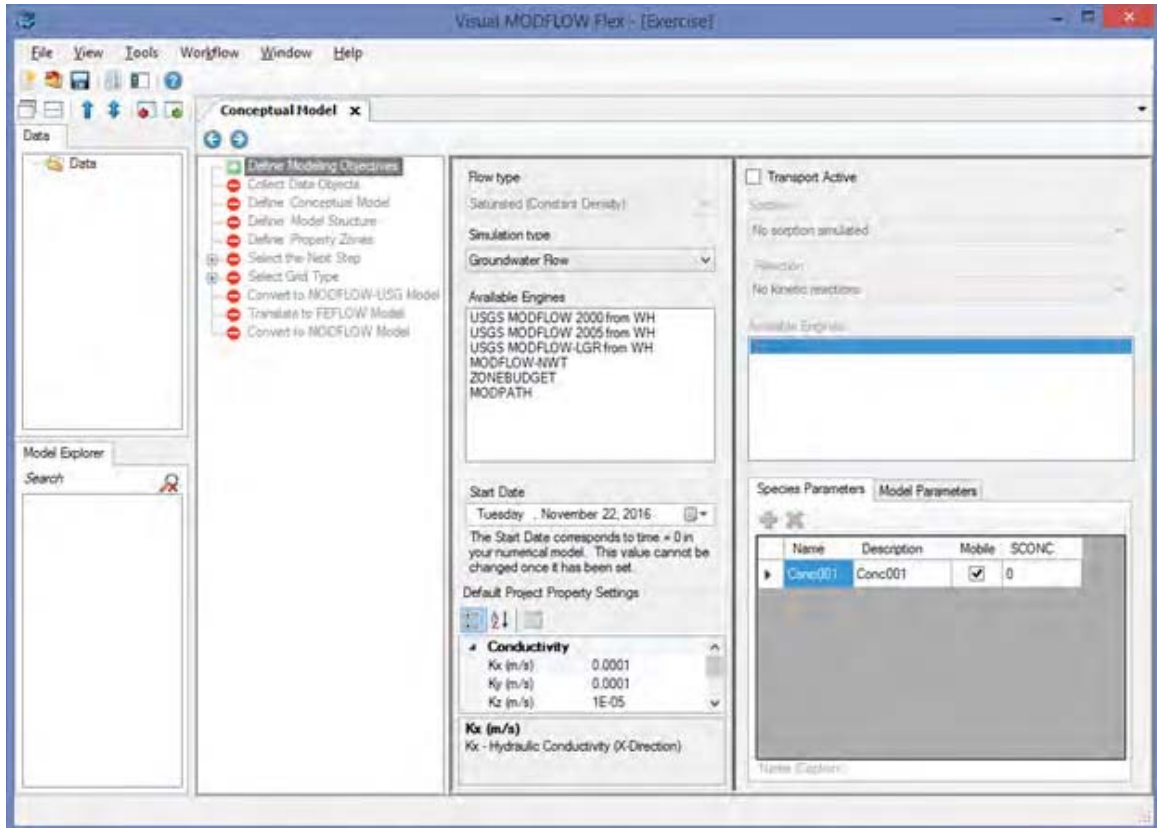 Visual MODFLOW Flex - [Exercise]
File View Tools Workflow Window Help
Conceptual Model x
Data
Data
Define Modeling Objectives
Collect Data Objects
Define Conceptual Model
Define Model Structure
Define Property Zones
Select the Next Step
Select Grid Type
Convert to MODFLOW-USG Model
Translate to FEFLOW Model
Convert to MODFLOW Model
Model Explorer
Search
Flow type
Saturated (Constant Density)
Simulation type
Groundwater Flow
Available Engines
USGS MODFLOW 2000 from WH
USGS MODFLOW 2005 from WH
USGS MODFLOW-LGR from WH
MODFLOW-NWT
ZONEBUDGET
MODPATH
Start Date
Tuesday , November 22, 2016
The Start Date corresponds to time = 0 in
your numerical model. This value cannot be
changed once it has been set.
Default Project Property Settings
Conductivity
Kx (m/s) 0.0001
Ky (m/s) 0.0001
Kz (m/s) 1E-05
Kx (m/s)
Kx - Hydraulic Conductivity (X-Direction)
Transport Active
Sorption
No sorption simulated
Reaction
No kinetic reactions
Available Engines
Species Parameters Model Parameters
Name Description Mobile SCONC
Conc001 Conc001 0